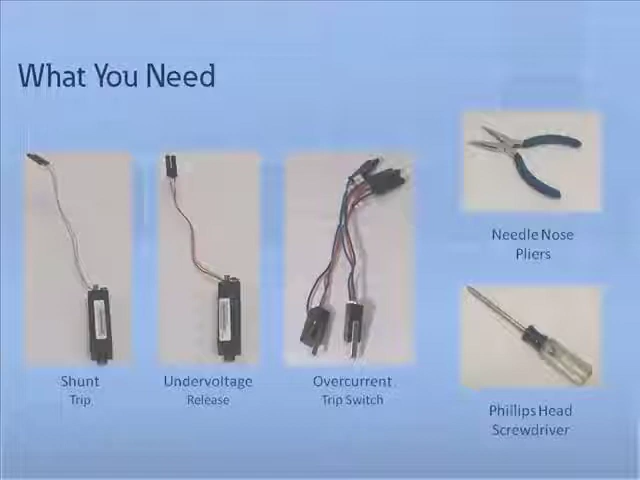 What You Need
Needle Nose
Pliers
Shunt
Trip
Undervoltage
Release
Overcurrent
Trip Switch
Phillips Head
Screwdriver